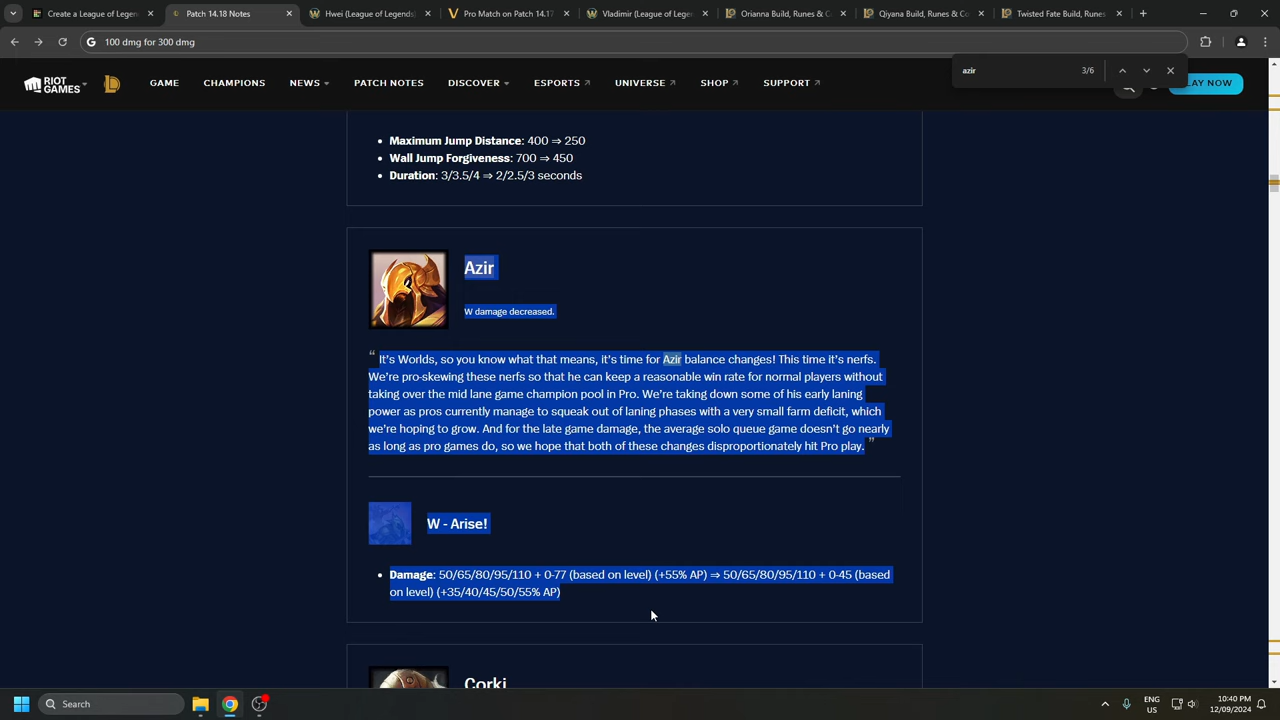 Create a League of Legends
Patch 14.18 Notes
Hwei (League of Legends)
Pro Match on Patch 14.17
Vladimir (League of Lege
Orianna Build, Runes & C
Qiyana Build, Runes & Co
Twisted Fate Build, Runes
100 dmg for 300 dmg
azir
3/6
RIOT GAMES
GAME
CHAMPIONS
NEWS
PATCH NOTES
DISCOVER
ESPORTS
UNIVERSE
SHOP
SUPPORT
LAY NOW
• Maximum Jump Distance: 400 ⇒ 250
• Wall Jump Forgiveness: 700 ⇒ 450
• Duration: 3/3.5/4 ⇒ 2/2.5/3 seconds
Azir
W damage decreased.
“ It’s Worlds, so you know what that means, it’s time for Azir balance changes! This time it’s nerfs.
We’re pro-skewing these nerfs so that he can keep a reasonable win rate for normal players without
taking over the mid lane game champion pool in Pro. We’re taking down some of his early laning
power as pros currently manage to squeak out of laning phases with a very small farm deficit, which
we’re hoping to grow. And for the late game damage, the average solo queue game doesn’t go nearly
as long as pro games do, so we hope that both of these changes disproportionately hit Pro play. ”
W - Arise!
• Damage: 50/65/80/95/110 + 0-77 (based on level) (+55% AP) ⇒ 50/65/80/95/110 + 0-45 (based
on level) (+35/40/45/50/55% AP)
Corki
Search
ENG
US
10:40 PM
12/09/2024